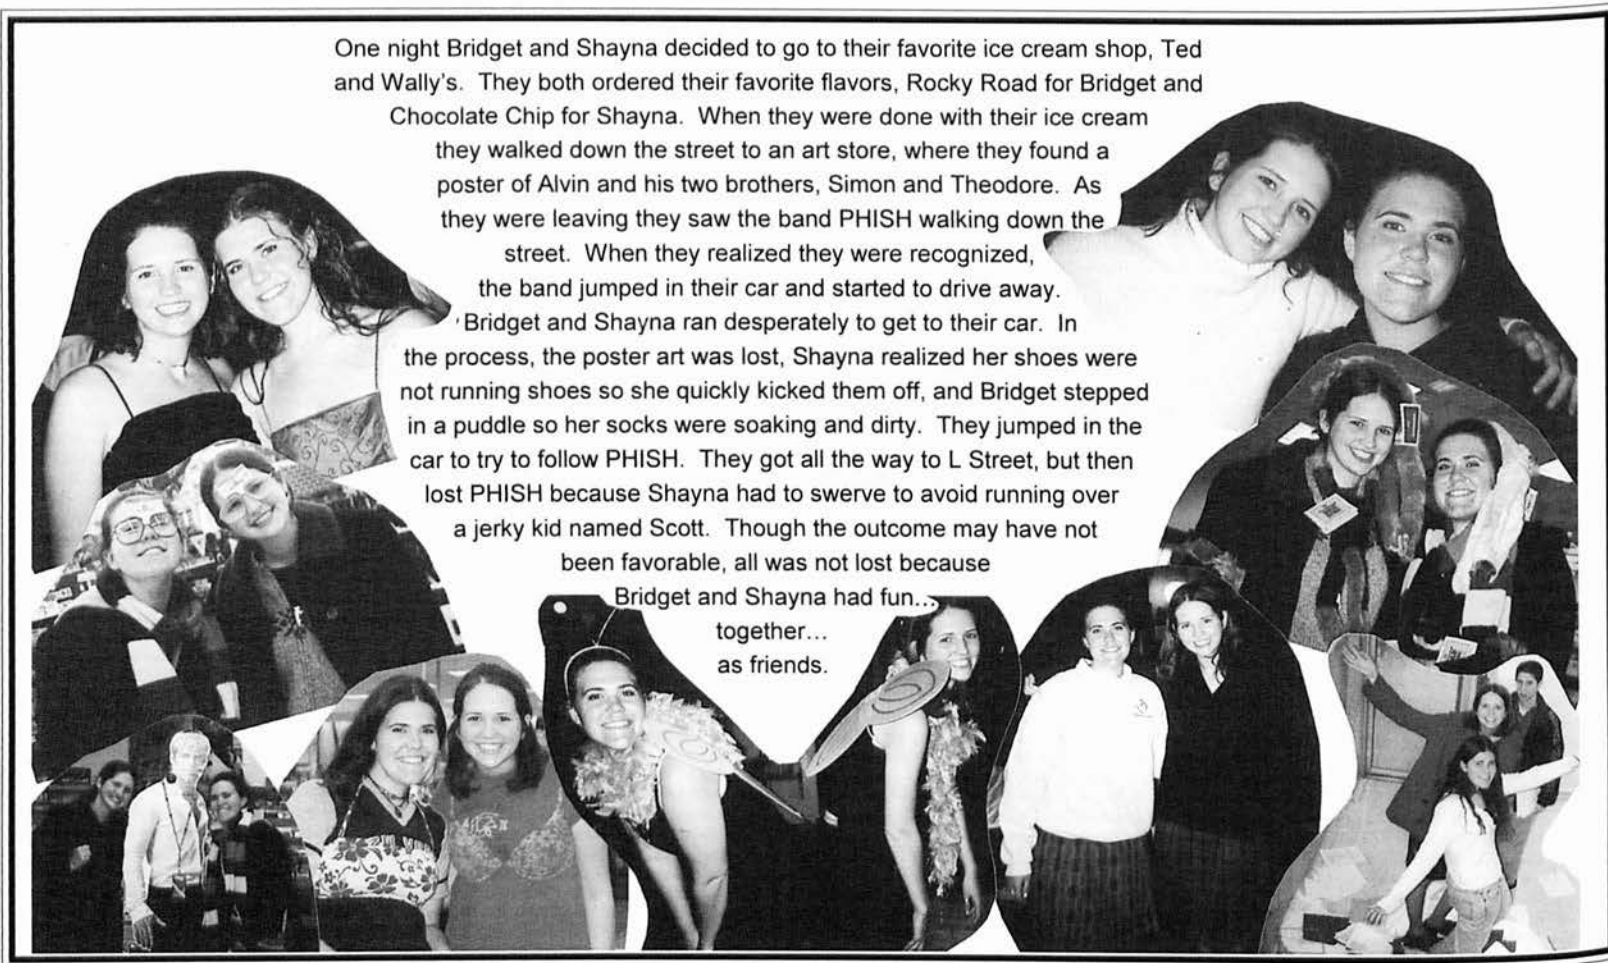 One night Bridget and Shayna decided to go to their favorite ice cream shop, Ted
and Wally's. They both ordered their favorite flavors, Rocky Road for Bridget and
Chocolate Chip for Shayna. When they were done with their ice cream
they walked down the street to an art store, where they found a
poster of Alvin and his two brothers, Simon and Theodore. As
they were leaving they saw the band PHISH walking down the
street. When they realized they were recognized,
the band jumped in their car and started to drive away.
Bridget and Shayna ran desperately to get to their car. In
the process, the poster art was lost, Shayna realized her shoes were
not running shoes so she quickly kicked them off, and Bridget stepped
in a puddle so her socks were soaking and dirty. They jumped in the
car to try to follow PHISH. They got all the way to L Street, but then
lost PHISH because Shayna had to swerve to avoid running over
a jerky kid named Scott. Though the outcome may have not
been favorable, all was not lost because
Bridget and Shayna had fun...
together...
as friends.